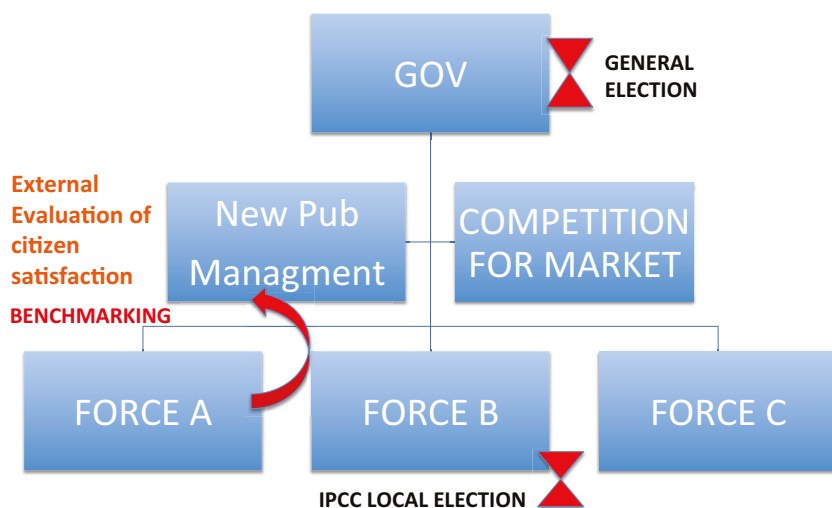 GOV
GENERAL
ELECTION
External
Evaluation of
citizen
satisfaction
BENCHMARKING
New Pub
Managment
COMPETITION
FOR MARKET
FORCE A
FORCE B
FORCE C
IPCC LOCAL ELECTION